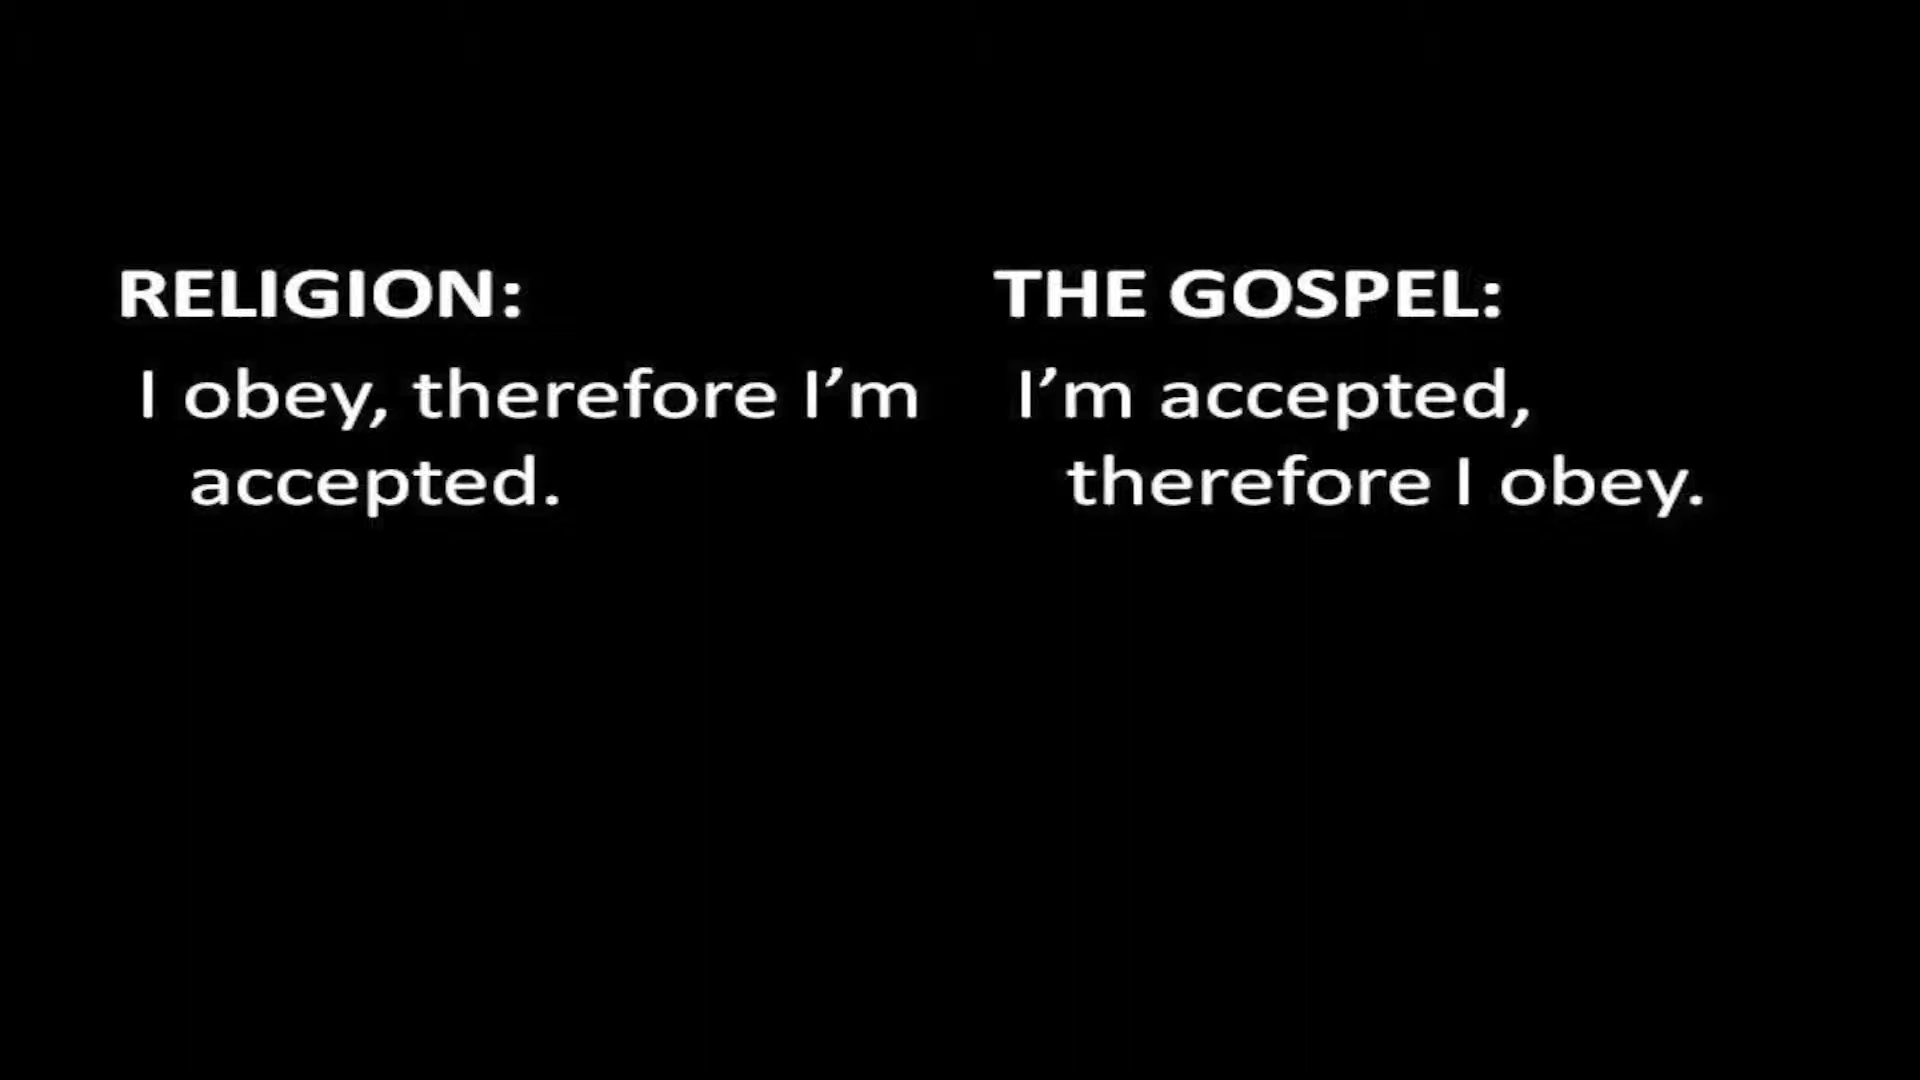 RELIGION:
I obey, therefore I’m
accepted.
THE GOSPEL:
I’m accepted,
therefore I obey.